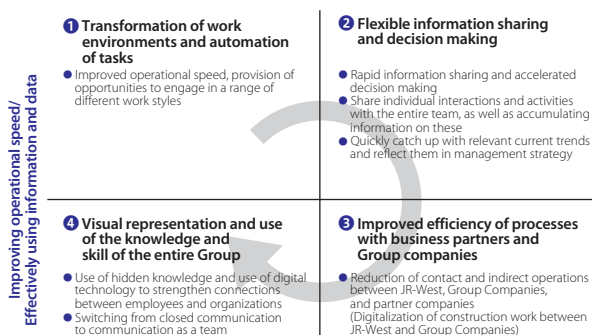 Improving operational speed/
Effectively using information and data
1 Transformation of work
environments and automation
of tasks
● Improved operational speed, provision of
opportunities to engage in a range of
different work styles
2 Flexible information sharing
and decision making
● Rapid information sharing and accelerated
decision making
● Share individual interactions and activities
with the entire team, as well as accumulating
information on these
● Quickly catch up with relevant current trends
and reflect them in management strategy
4 Visual representation and use
of the knowledge and
skill of the entire Group
● Use of hidden knowledge and use of digital
technology to strengthen connections
between employees and organizations
● Switching from closed communication
to communication as a team
3 Improved efficiency of processes
with business partners and
Group companies
● Reduction of contact and indirect operations
between JR-West, Group Companies,
and partner companies
(Digitalization of construction work between
JR-West and Group Companies)